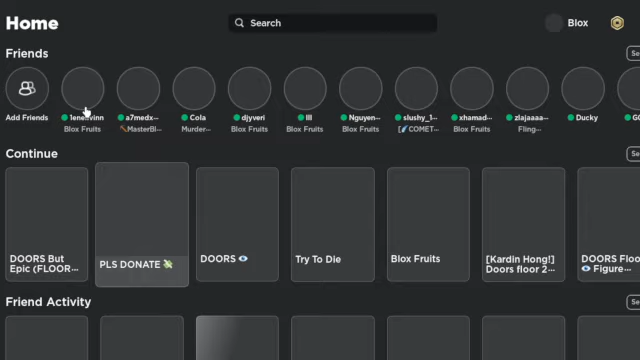 Home
Search
Blox
Friends
Add Friends
a7medx...
Cola
djyveri
Nguyen...
slushy_1...
xhamad...
zlajaaaa...
Ducky
Blox Fruits
MasterBl...
Murder...
Blox Fruits
Blox Fruits
Blox Fruits
[🧪COMET...
Blox Fruits
Fling...
Continue
DOORS But
Epic (FLOOR...
PLS DONATE 💸
DOORS 👁
Try To Die
Blox Fruits
[Kardin Hong!]
Doors floor 2...
DOORS Floo
👁 Figure...
Friend Activity